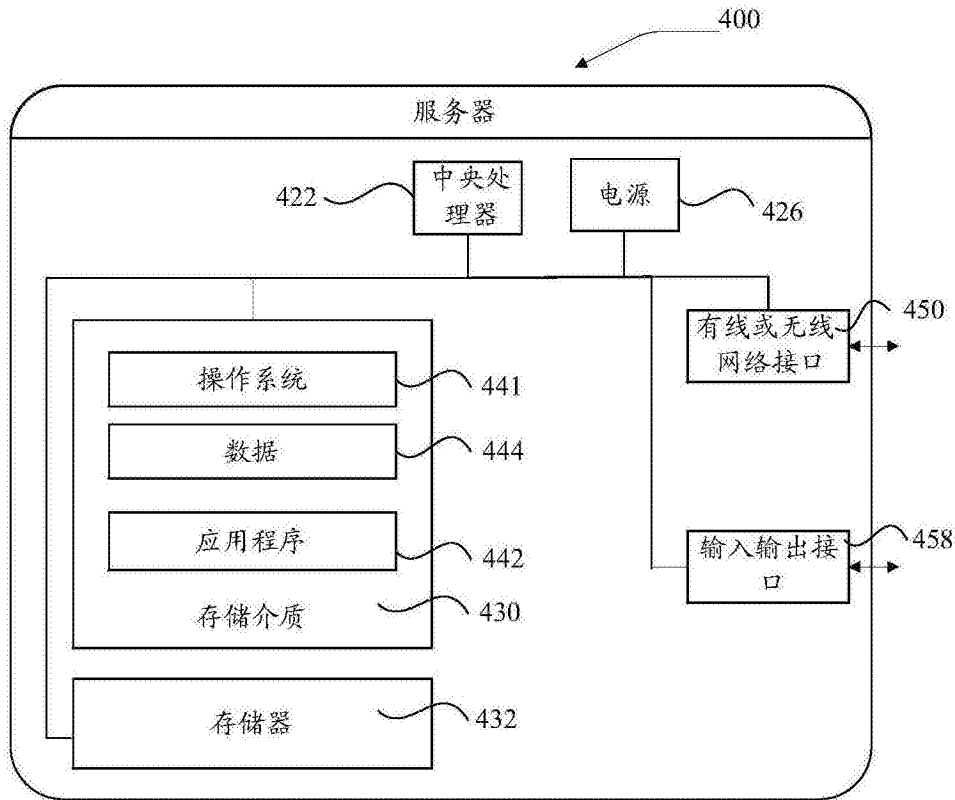 400
服务器
422
中央处
理器
电源
426
有线或无线
网络接口
450
操作系统
441
数据
444
应用程序
442
存储介质
430
输入输出接
口
458
存储器
432